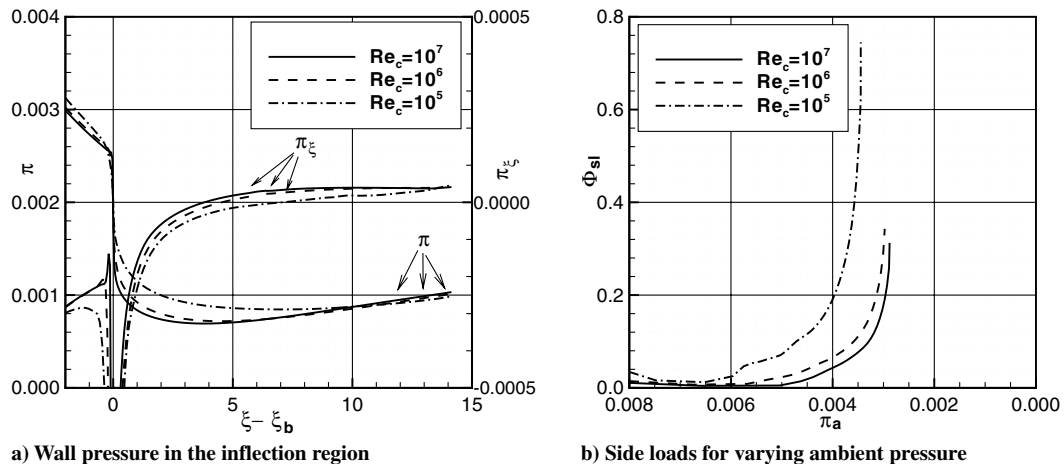 0.004
0.003
0.002
0.001
0.000
π
0.0005
0.0000
-0.0005
π_ξ
Re_c=10^7
Re_c=10^6
Re_c=10^5
π_ξ
π
0
5
10
15
ξ– ξ_b
a) Wall pressure in the inflection region
0.8
0.6
0.4
0.2
0.0
Φ_sl
Re_c=10^7
Re_c=10^6
Re_c=10^5
0.008
0.006
0.004
0.002
0.000
π_a
b) Side loads for varying ambient pressure